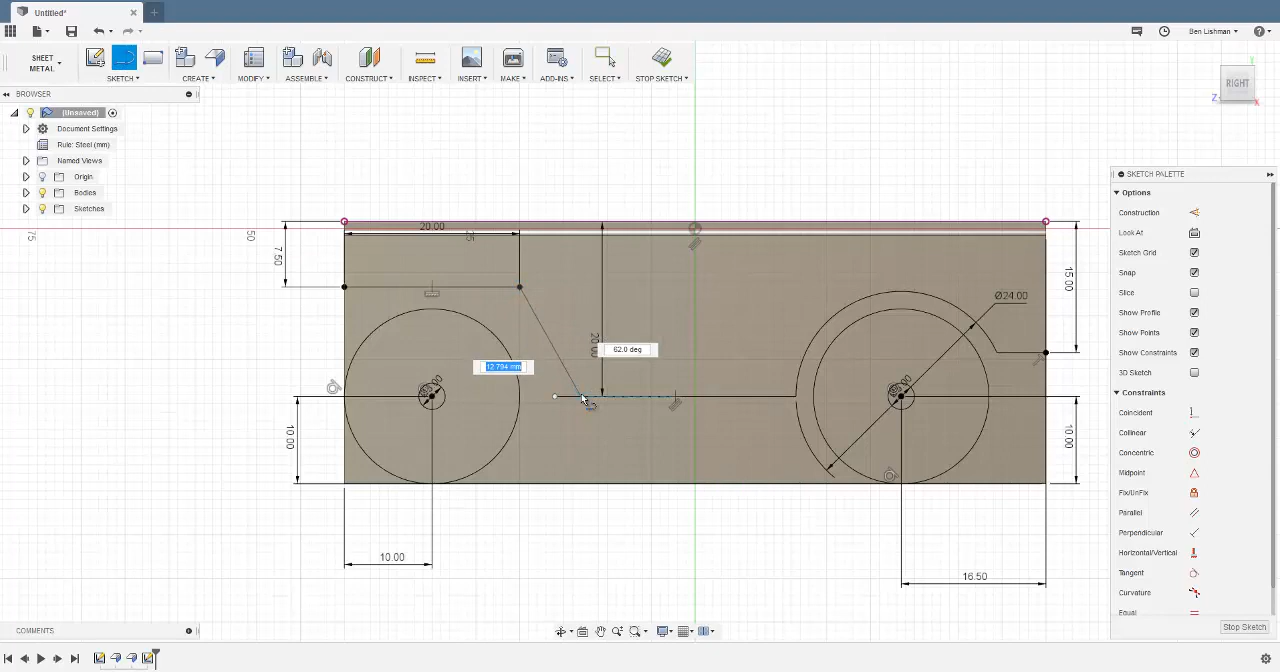 Untitled*
Ben Lishman
SHEET METAL
SKETCH
CREATE
MODIFY
ASSEMBLE
CONSTRUCT
INSPECT
INSERT
MAKE
ADD-INS
SELECT
STOP SKETCH
BROWSER
(Unsaved)
Document Settings
Rule: Steel (mm)
Named Views
Origin
Bodies
Sketches
RIGHT
Y
Z
X
SKETCH PALETTE
Options
Construction
Look At
Sketch Grid
Snap
Slice
Show Profile
Show Points
Show Constraints
3D Sketch
Constraints
Coincident
Collinear
Concentric
Midpoint
Fix/UnFix
Parallel
Perpendicular
Horizontal/Vertical
Tangent
Curvature
Equal
Stop Sketch
75
50
25
20.00
7.50
20.00
15.00
Ø24.00
62.0 deg
12.794 mm
10.00
10.00
10.00
16.50
COMMENTS